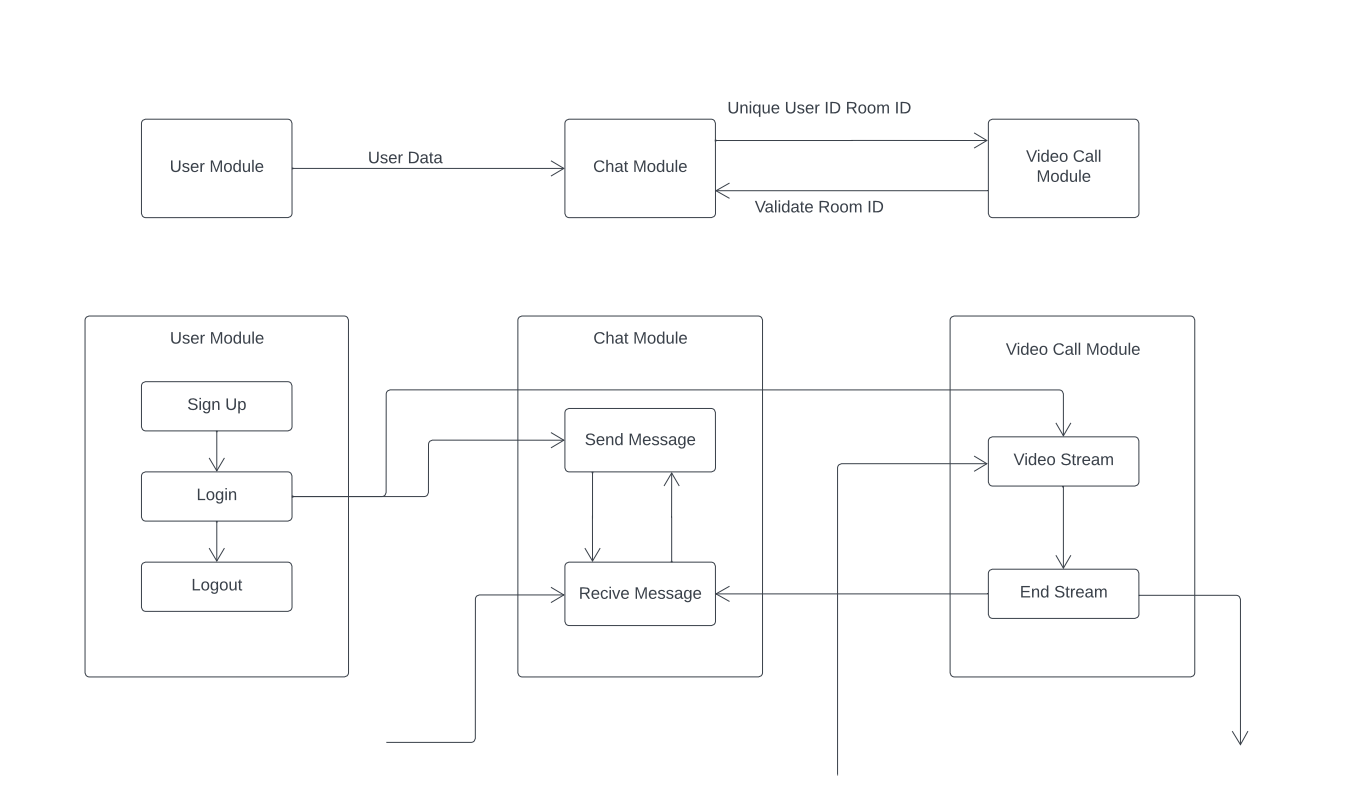 Unique User ID Room ID
User Module
User Data
Chat Module
Video Call
Module
Validate Room ID
User Module
Chat Module
Video Call Module
Sign Up
Send Message
Video Stream
Login
Logout
Recive Message
End Stream